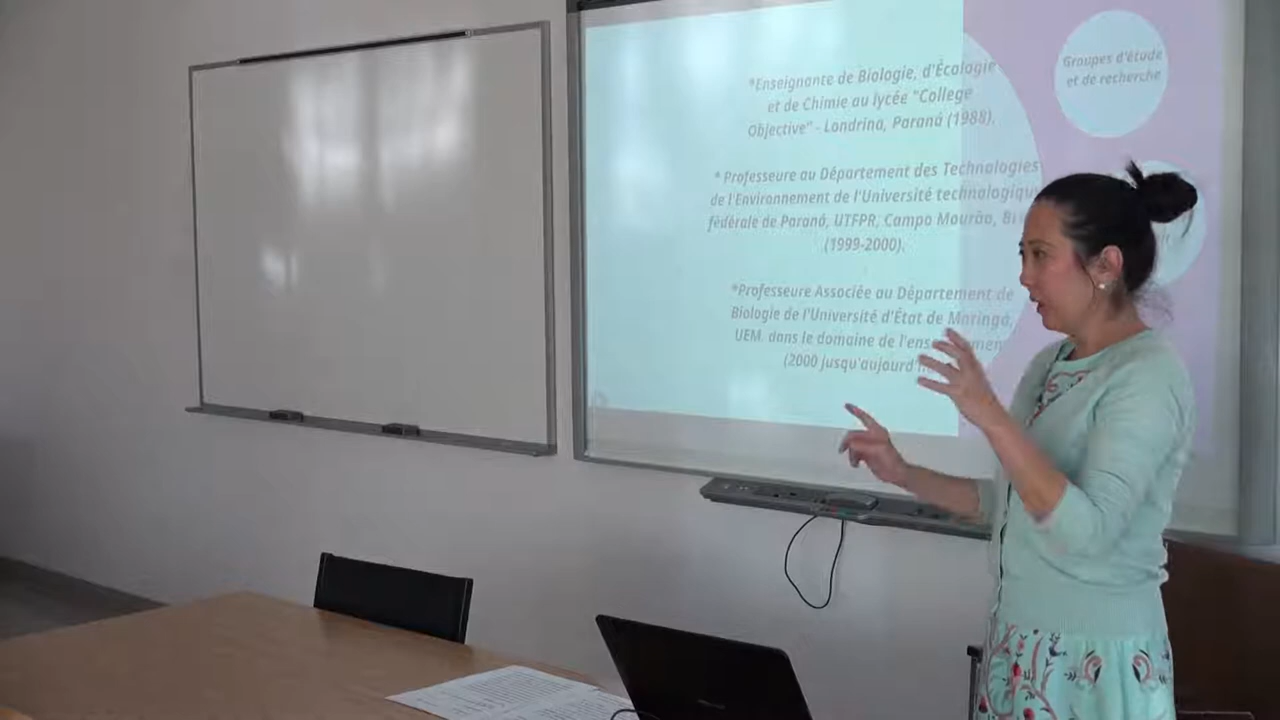 *Enseignante de Biologie, d'Écologie
et de Chimie au lycée "College
Objective" - Londrina, Paraná (1988).
* Professeure au Département des Technologies
de l'Environnement de l'Université technologique
fédérale de Paraná, UTFPR, Campo Mourão,
(1999-2000).
*Professeure Associée au Département de
Biologie de l'Université d'État de Maringá,
UEM. dans le domaine de
(2000 jusqu'aujourd'
Groupes d'étude
et de recherche